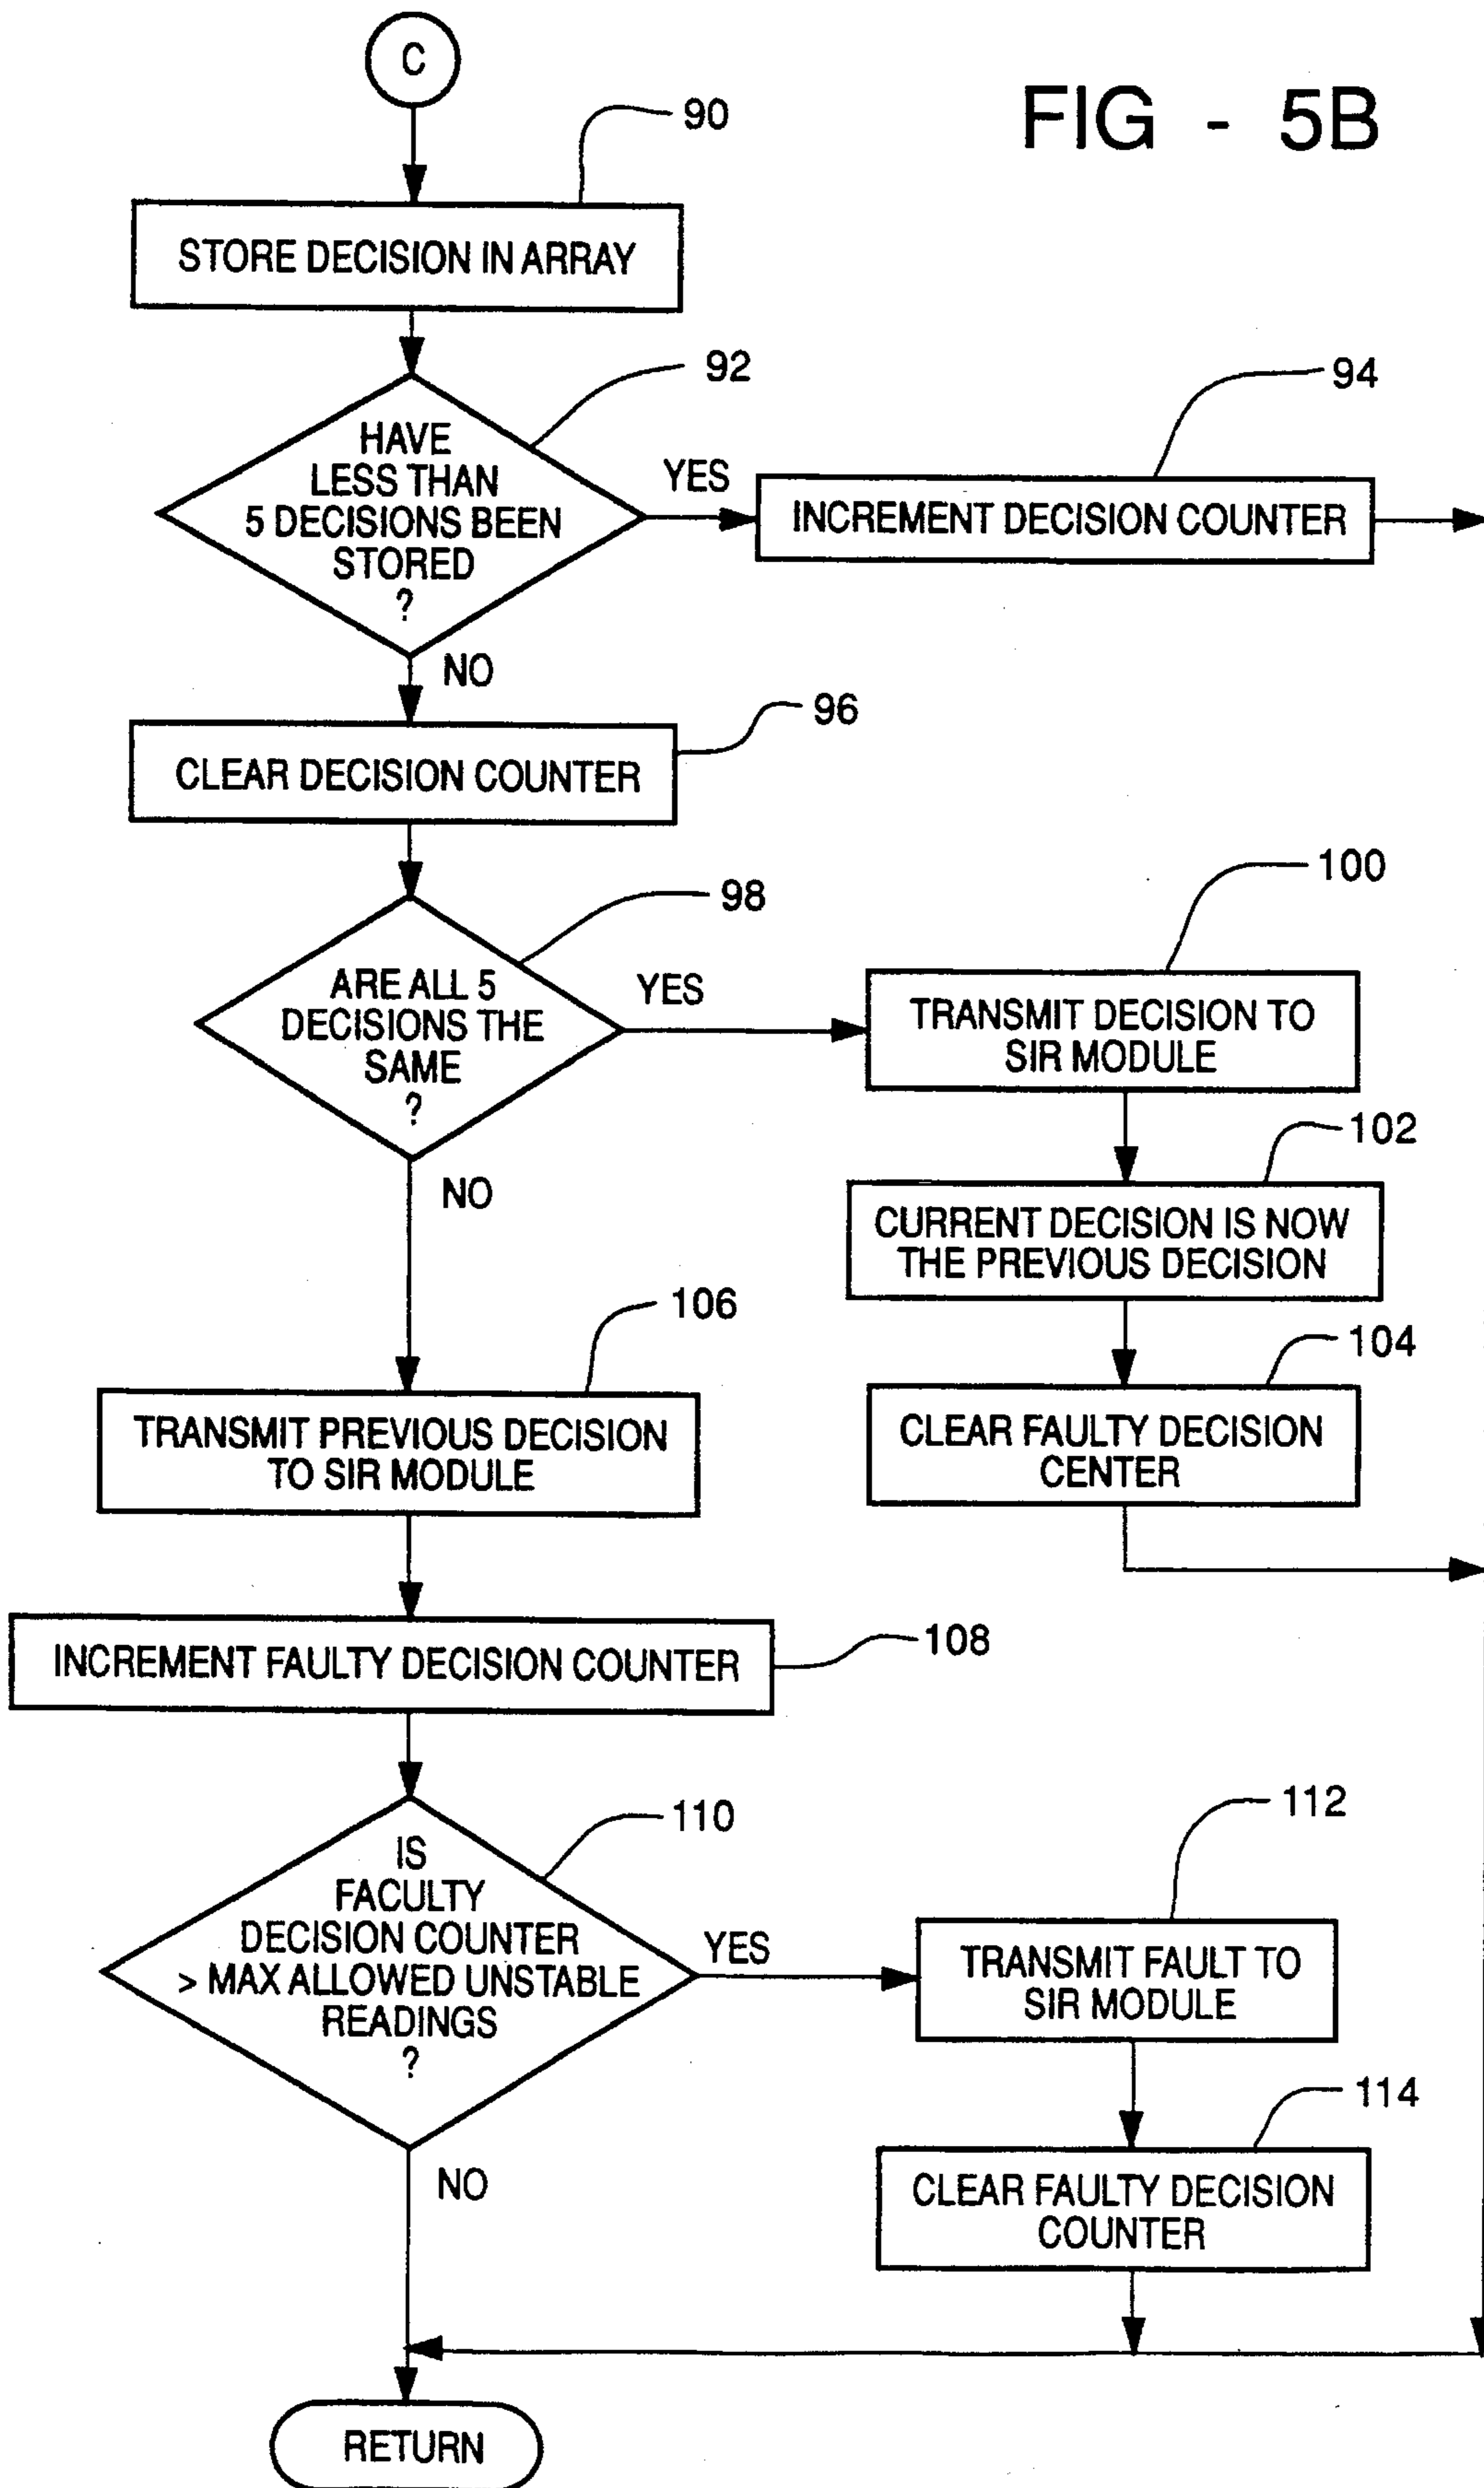 C
FIG - 5B
90
STORE DECISION IN ARRAY
92
HAVE
LESS THAN
5 DECISIONS BEEN
STORED
?
YES
94
INCREMENT DECISION COUNTER
NO
96
CLEAR DECISION COUNTER
98
ARE ALL 5
DECISIONS THE
SAME
?
YES
100
TRANSMIT DECISION TO
SIR MODULE
102
CURRENT DECISION IS NOW
THE PREVIOUS DECISION
104
CLEAR FAULTY DECISION
CENTER
NO
106
TRANSMIT PREVIOUS DECISION
TO SIR MODULE
108
INCREMENT FAULTY DECISION COUNTER
110
IS
FACULTY
DECISION COUNTER
> MAX ALLOWED UNSTABLE
READINGS
?
YES
112
TRANSMIT FAULT TO
SIR MODULE
114
CLEAR FAULTY DECISION
COUNTER
NO
RETURN